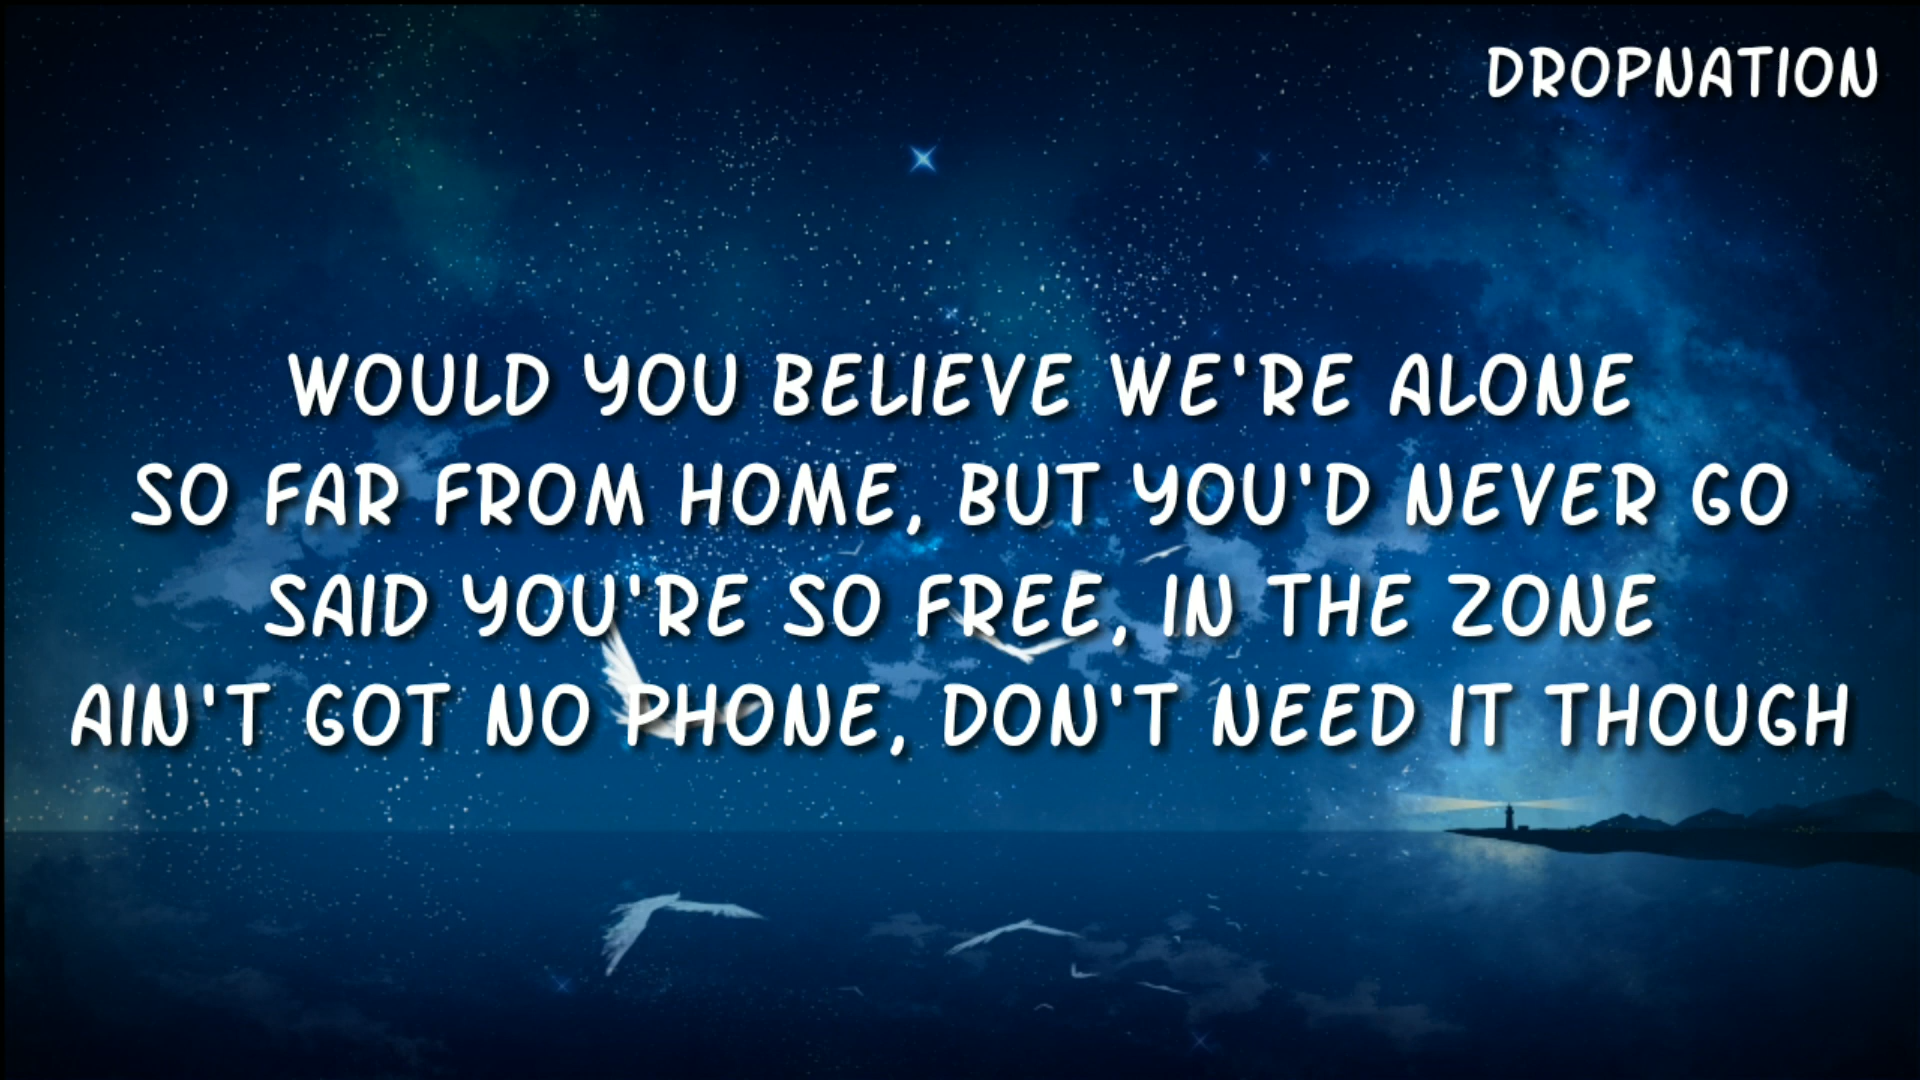 DROPNATION
WOULD YOU BELIEVE WE'RE ALONE
SO FAR FROM HOME, BUT YOU'D NEVER GO
SAID YOU'RE SO FREE, IN THE ZONE
AIN'T GOT NO PHONE, DON'T NEED IT THOUGH